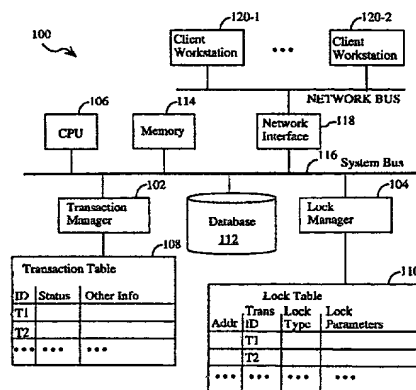 100
120-1
120-2
Client Workstation
•••
Client Workstation
NETWORK BUS
106
114
118
CPU
Memory
Network Interface
116
System Bus
102
104
Transaction Manager
Database
112
Lock Manager
108
110
Transaction Table
ID Status Other Info
T1
T2
••• ••• •••
Lock Table
Addr Trans ID Lock Type Lock Parameters
T1
T2
••• ••• ••• •••